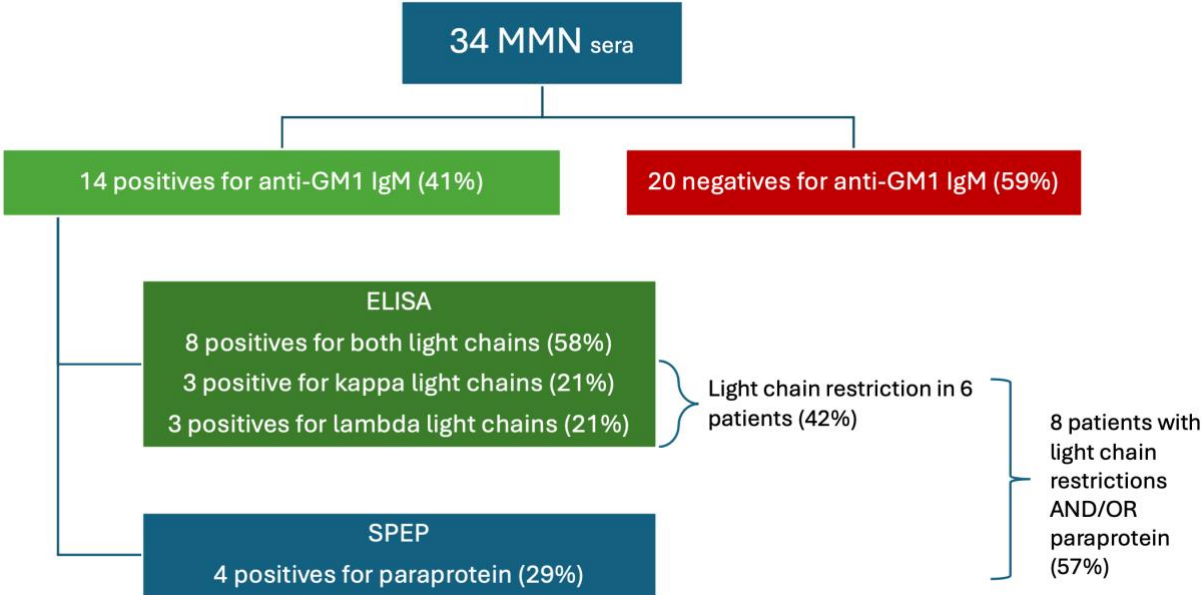 34 MMN sera
14 positives for anti-GM1 IgM (41%)
20 negatives for anti-GM1 IgM (59%)
ELISA
8 positives for both light chains (58%)
3 positive for kappa light chains (21%)
3 positives for lambda light chains (21%)
Light chain restriction in 6
patients (42%)
8 patients with
light chain
restrictions
AND/OR
paraprotein
(57%)
SPEP
4 positives for paraprotein (29%)